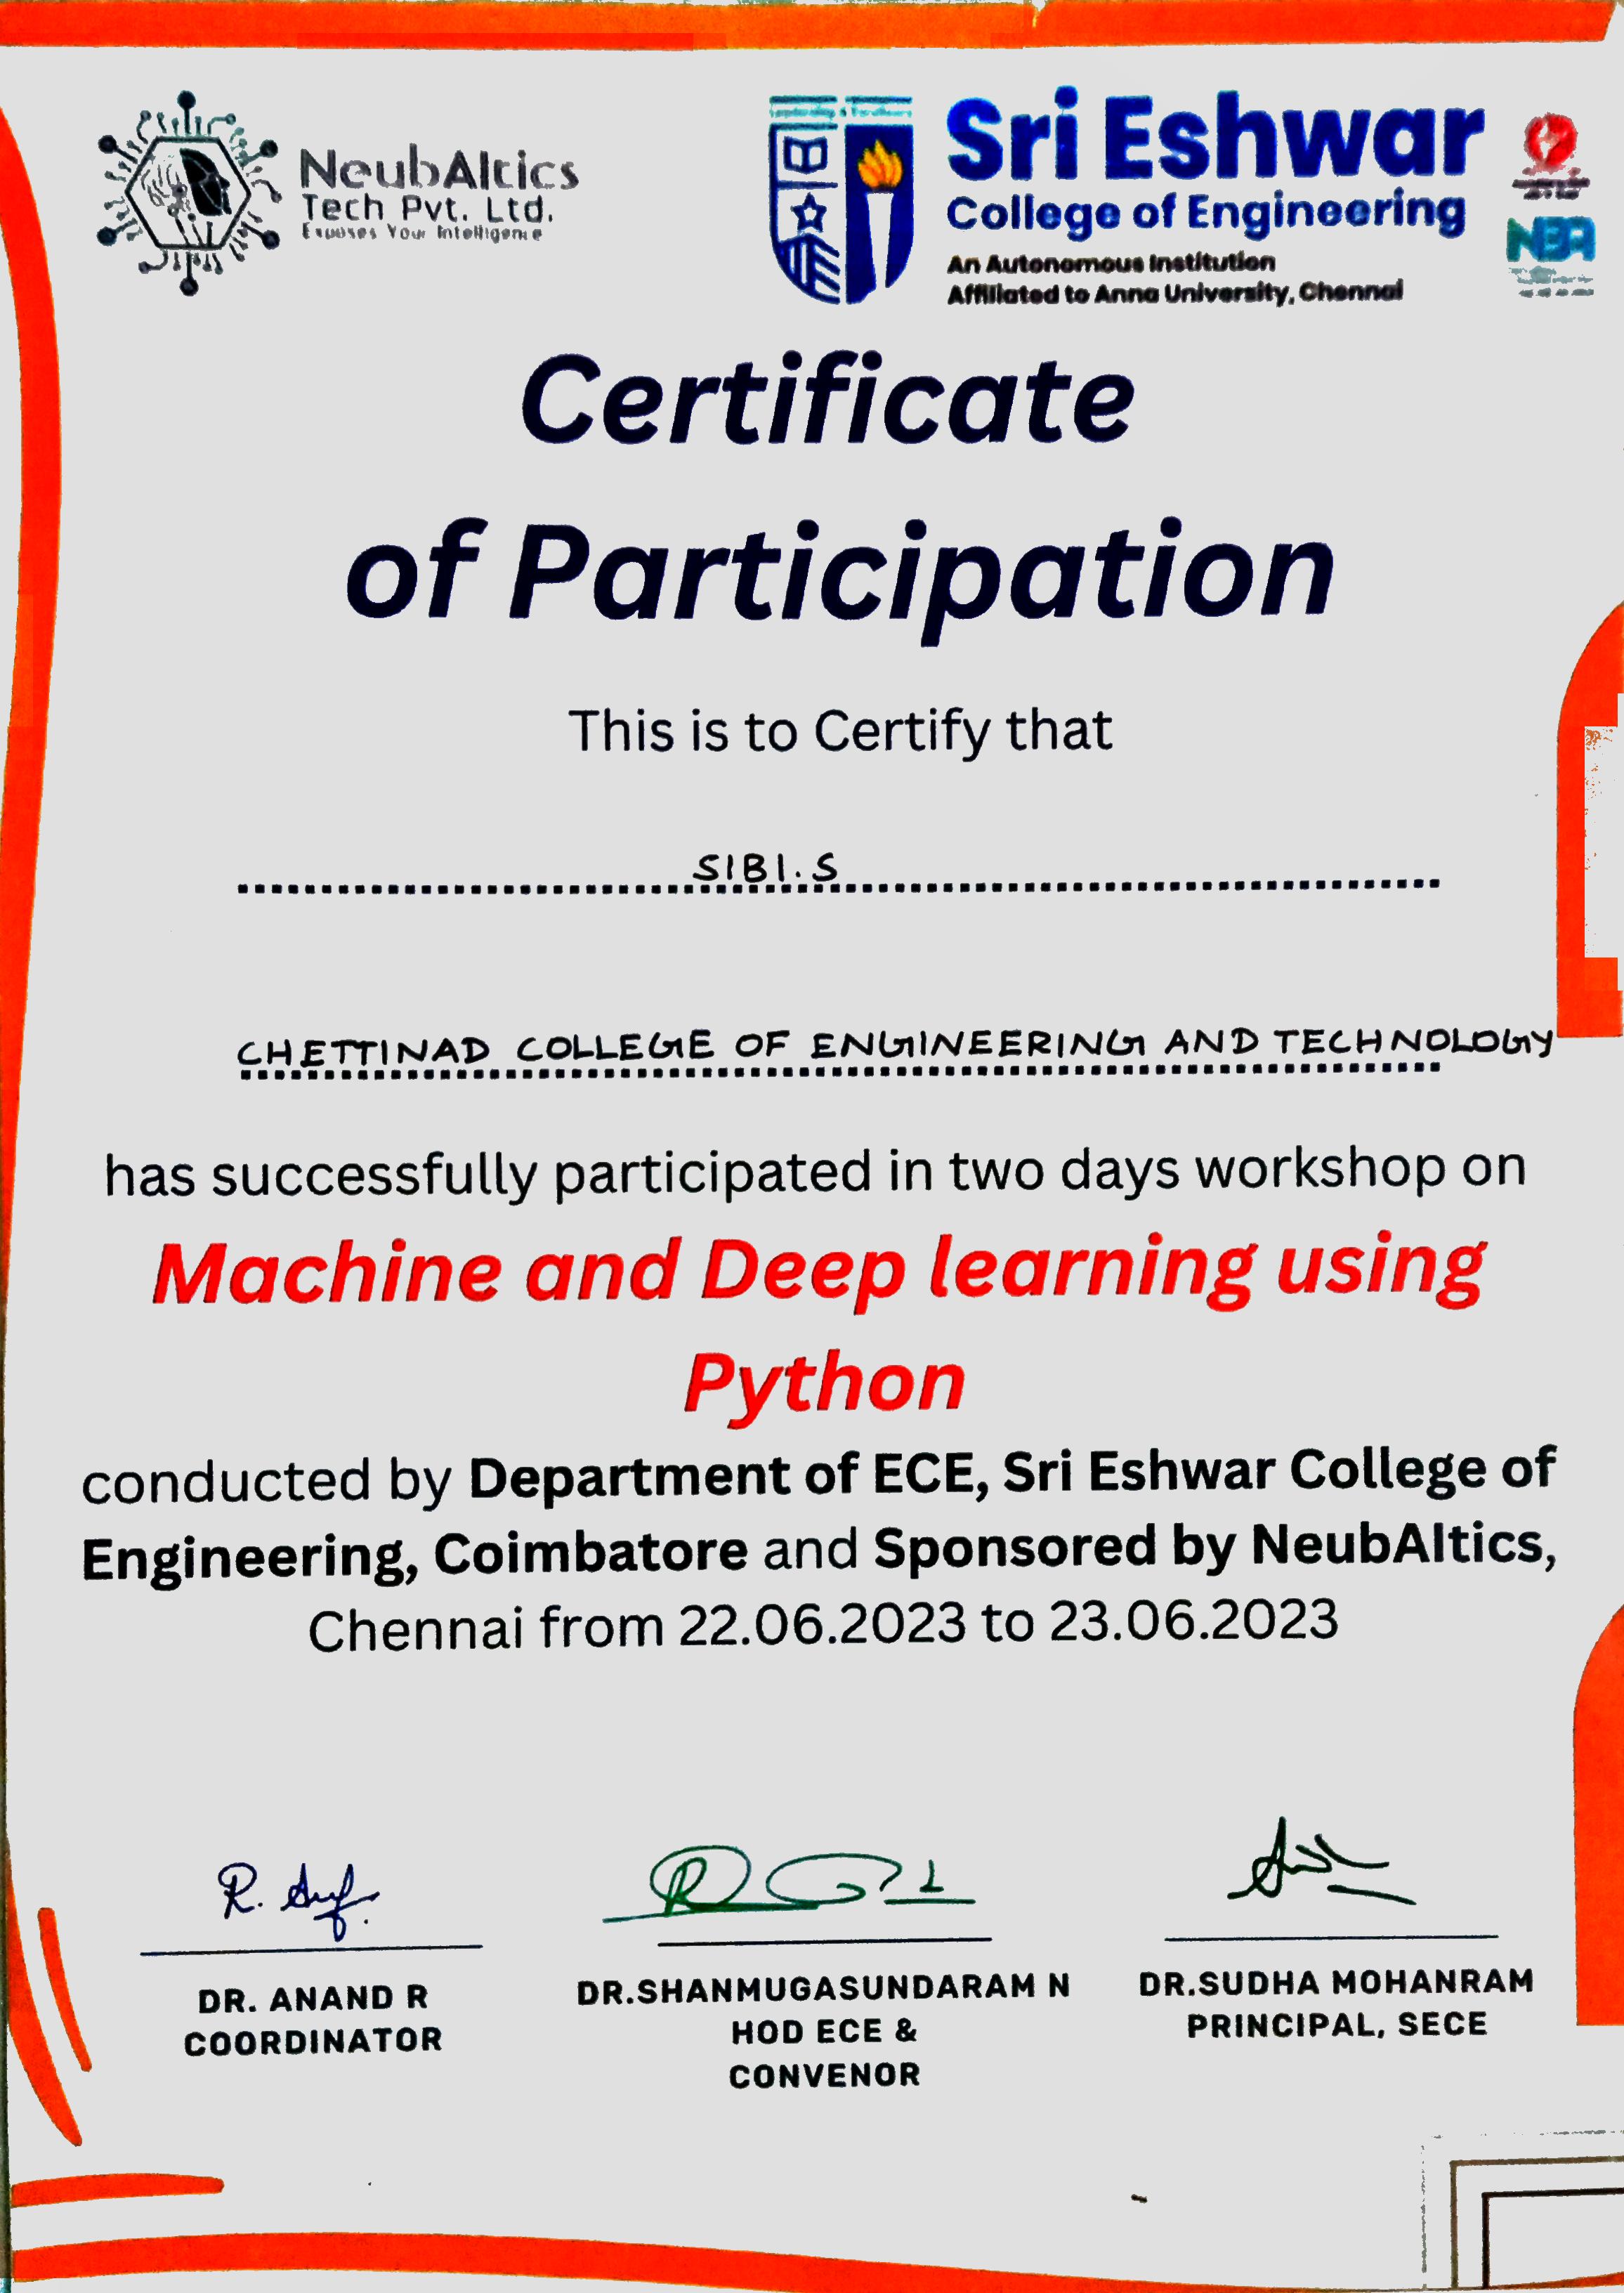 NeubAItics
Tech Pvt. Ltd.
Exposes Your Intelligence
Sri Eshwar
College of Engineering
An Autonomous Institution
Affiliated to Anna University, Chennai
NBA
Certificate
of Participation
This is to Certify that
SIBI.S
CHETTINAD COLLEGE OF ENGINEERING AND TECHNOLOGY
has successfully participated in two days workshop on
Machine and Deep learning using
Python
conducted by Department of ECE, Sri Eshwar College of
Engineering, Coimbatore and Sponsored by NeubAItics,
Chennai from 22.06.2023 to 23.06.2023
DR. ANAND R
COORDINATOR
DR.SHANMUGASUNDARAM N
HOD ECE &
CONVENOR
DR.SUDHA MOHANRAM
PRINCIPAL, SECE